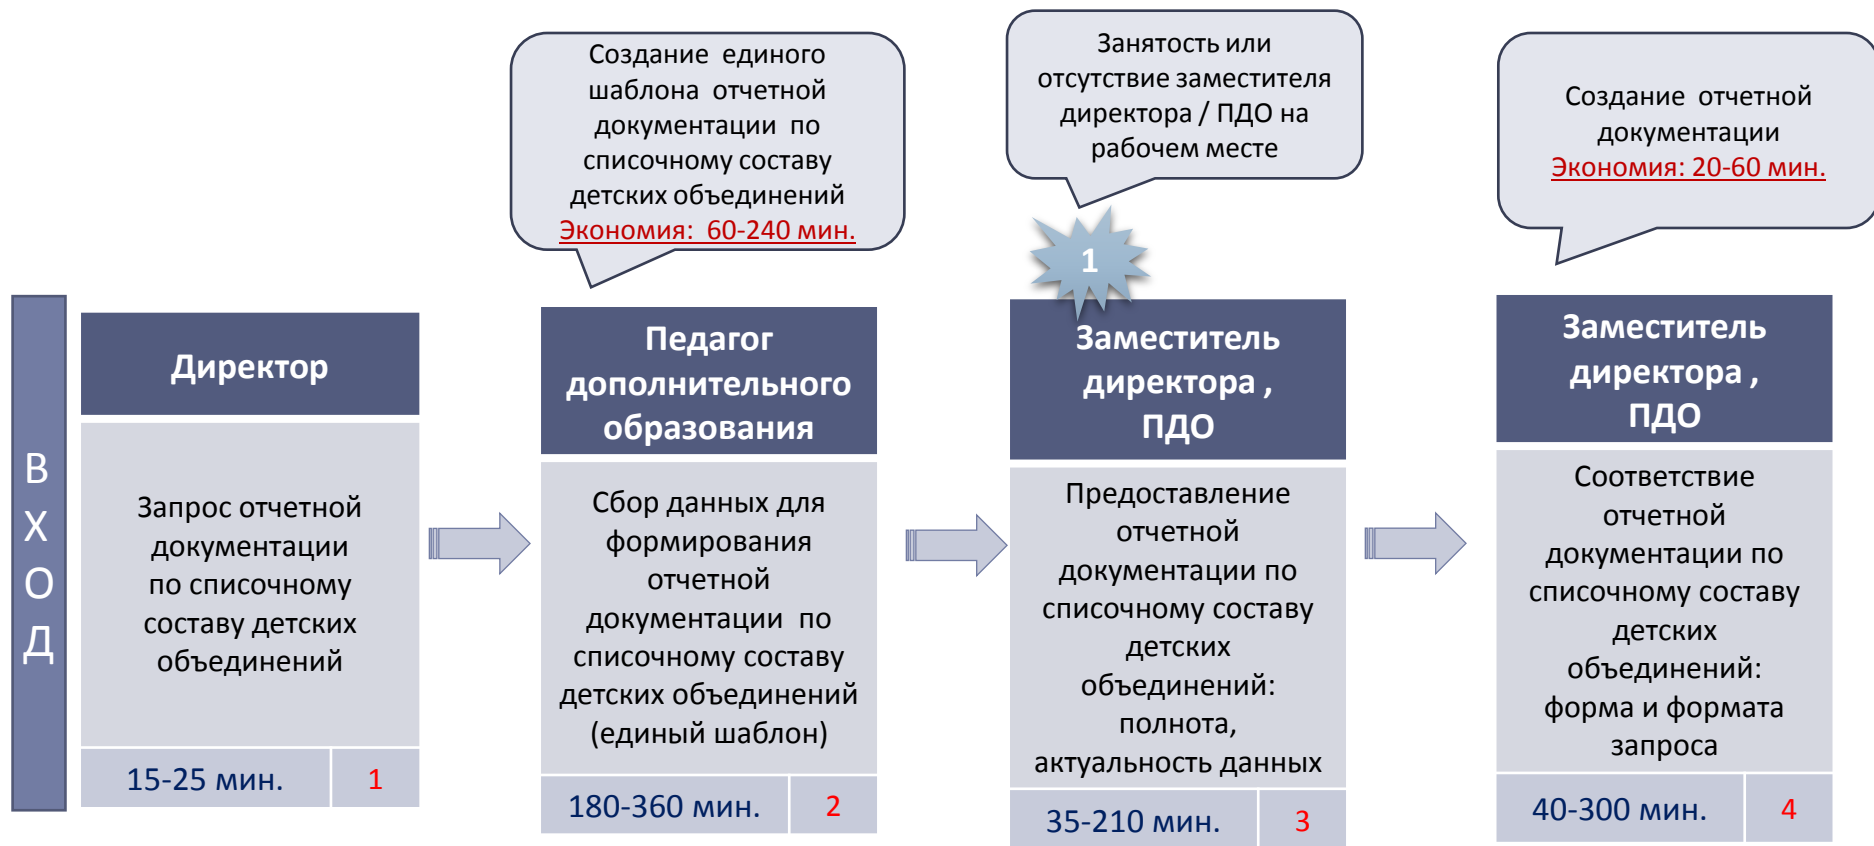 ВХОД
Директор
Запрос отчетной
документации
по списочному
составу детских
объединений
15-25 мин.
1
Создание единого
шаблона отчетной
документации по
списочному составу
детских объединений
Экономия: 60-240 мин.
Педагог
дополнительного
образования
Сбор данных для
формирования
отчетной
документации по
списочному составу
детских объединений
(единый шаблон)
180-360 мин.
2
Занятость или
отсутствие заместителя
директора / ПДО на
рабочем месте
1
Заместитель
директора ,
ПДО
Предоставление
отчетной
документации по
списочному составу
детских
объединений:
полнота,
актуальность данных
35-210 мин.
3
Создание отчетной
документации
Экономия: 20-60 мин.
Заместитель
директора ,
ПДО
Соответствие
отчетной
документации по
списочному составу
детских
объединений:
форма и формата
запроса
40-300 мин.
4